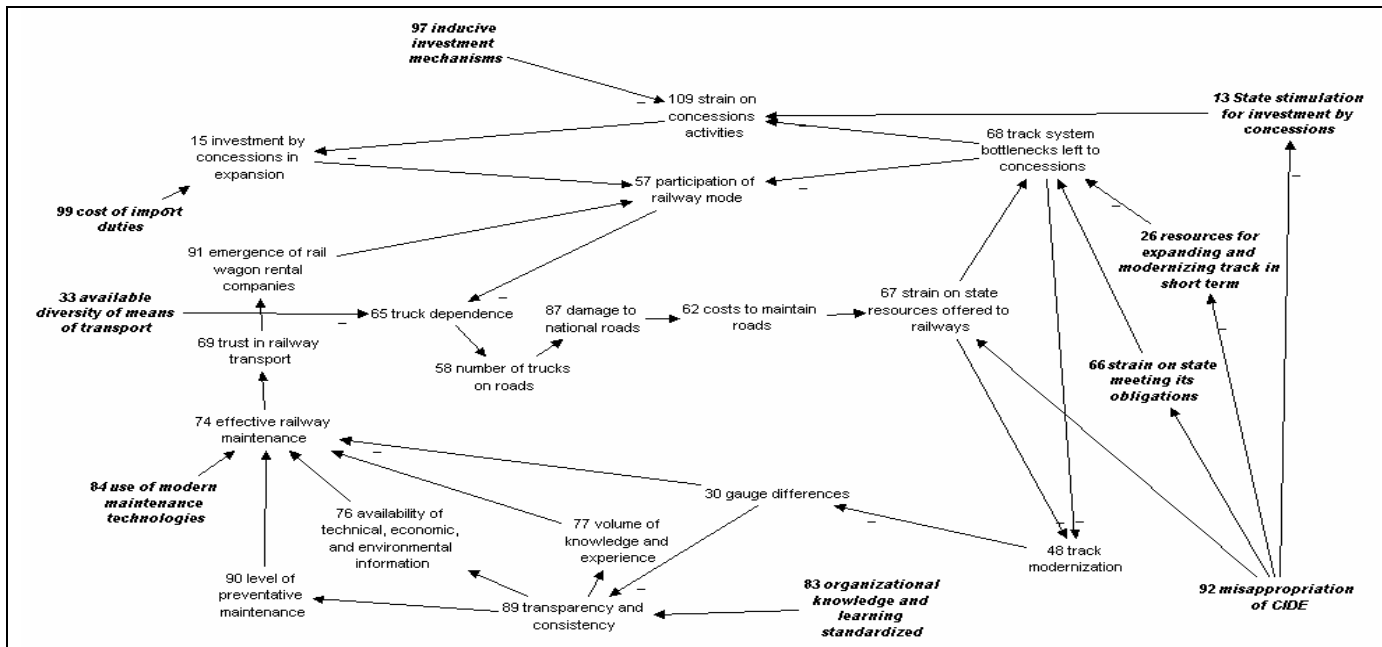 97 inducive
investment
mechanisms
109 strain on
concessions
activities
13 State stimulation
for investment by
concessions
15 investment by
concessions in
expansion
68 track system
bottlenecks left to
concessions
57 participation of
railway mode
99 cost of import
duties
91 emergence of rail
wagon rental
companies
26 resources for
expanding and
modernizing track in
short term
33 available
diversity of means
of transport
65 truck dependence
87 damage to
national roads
62 costs to maintain
roads
67 strain on state
resources offered to
railways
69 trust in railway
transport
58 number of trucks
on roads
66 strain on state
meeting its
obligations
74 effective railway
maintenance
84 use of modern
maintenance
technologies
30 gauge differences
76 availability of
technical, economic,
and environmental
information
77 volume of
knowledge and
experience
48 track
modernization
90 level of
preventative
maintenance
89 transparency and
consistency
83 organizational
knowledge and
learning
standardized
92 misappropriation
of CIDE